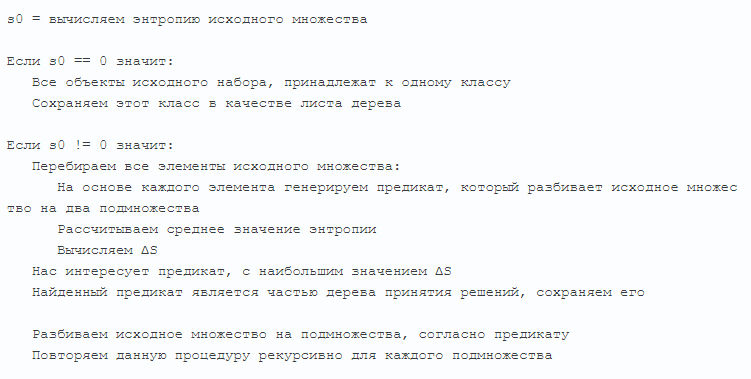 s0 = вычисляем энтропию исходного множества
Если s0 == 0 значит:
Все объекты исходного набора, принадлежат к одному классу
Сохраняем этот класс в качестве листа дерева
Если s0 != 0 значит:
Перебираем все элементы исходного множества:
На основе каждого элемента генерируем предикат, который разбивает исходное множес
тво на два подмножества
Рассчитываем среднее значение энтропии
Вычисляем ΔS
Нас интересует предикат, с наибольшим значением ΔS
Найденный предикат является частью дерева принятия решений, сохраняем его
Разбиваем исходное множество на подмножества, согласно предикату
Повторяем данную процедуру рекурсивно для каждого подмножества